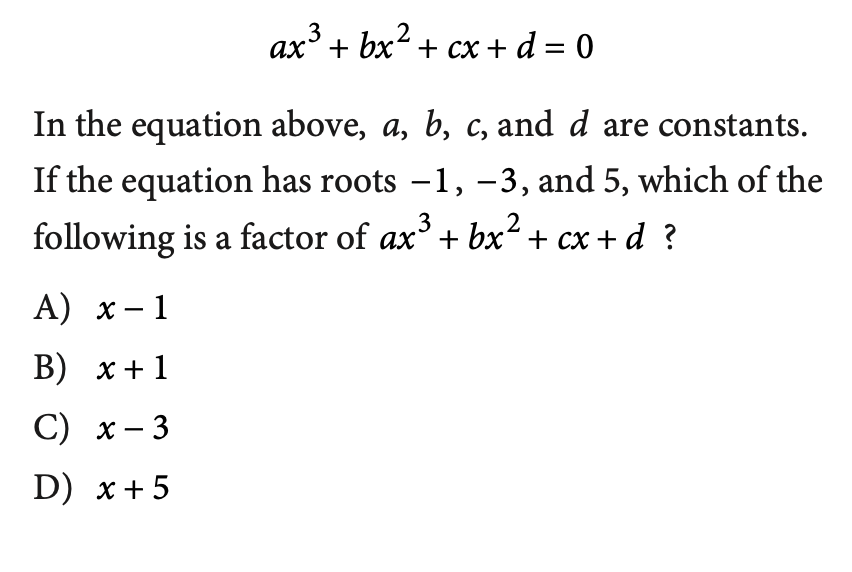 ax³ + bx² + cx + d = 0
In the equation above, a, b, c, and d are constants.
If the equation has roots −1, −3, and 5, which of the
following is a factor of ax³ + bx² + cx + d ?
A) x − 1
B) x + 1
C) x − 3
D) x + 5